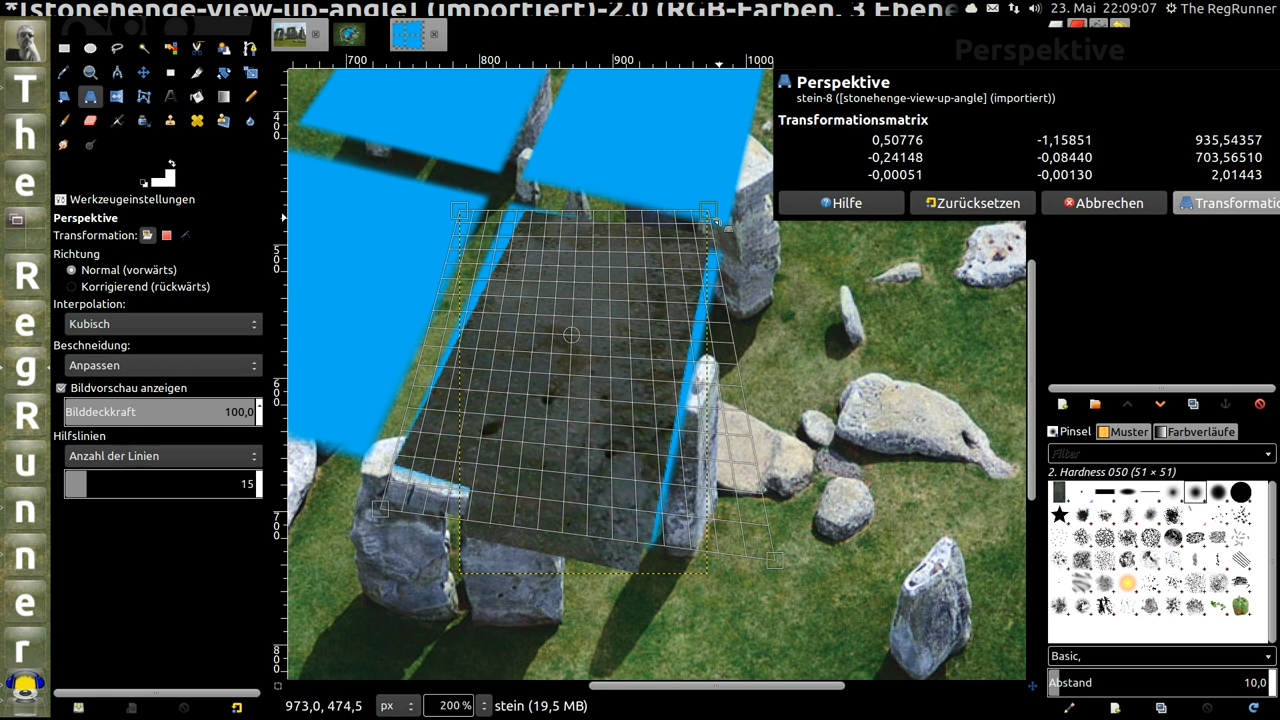 *[stonehenge-view-up-angle] (importiert)-2.0 (RGB-Farben, 3 Ebene
23. Mai 22:09:07 The RegRunner
T
h
e
R
e
g
R
u
n
n
e
r
Werkzeugeinstellungen
Perspektive
Transformation:
Richtung
Normal (vorwärts)
Korrigierend (rückwärts)
Interpolation:
Kubisch
Beschneidung:
Anpassen
Bildvorschau anzeigen
Bilddeckkraft 100,0
Hilfslinien
Anzahl der Linien
15
700 800 900 1000
400
500
600
700
800
973,0, 474,5 px 200 % stein (19,5 MB)
Perspektive
Perspektive
stein-8 ([stonehenge-view-up-angle] (importiert))
Transformationsmatrix
0,50776 -1,15851 935,54357
-0,24148 -0,08440 703,56510
-0,00051 -0,00130 2,01443
Hilfe Zurücksetzen Abbrechen Transformatio
Pinsel Muster Farbverläufe
Filter
2. Hardness 050 (51 × 51)
Basic,
Abstand 10,0